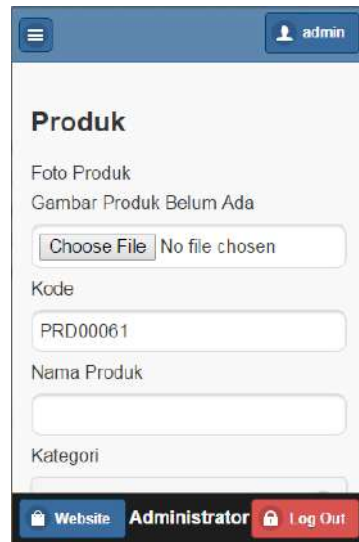 admin
Produk
Foto Produk
Gambar Produk Belum Ada
Choose File No file chosen
Kode
PRD00061
Nama Produk
Kategori
Website Administrator Log Out